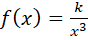 f(x) = k/x³